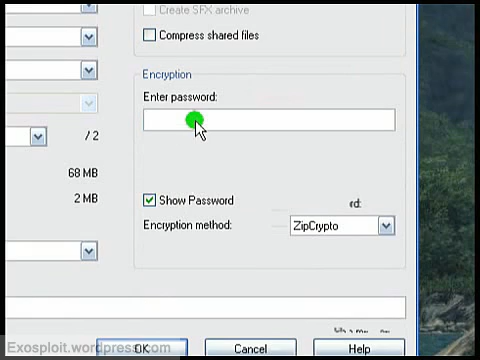 Create SFX archive
Compress shared files
Encryption
Enter password:
/ 2
68 MB
2 MB
Show Password
rd:
Encryption method:
ZipCrypto
OK
Cancel
Help
Exosploit.wordpress.com